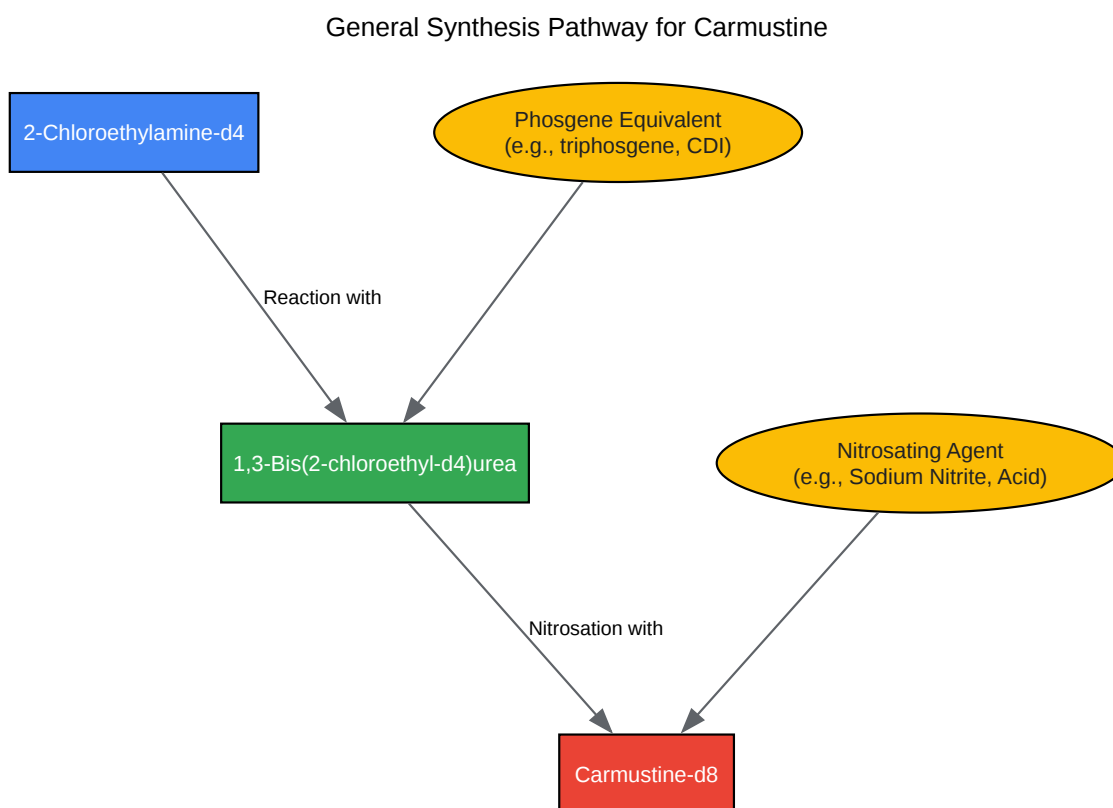 General Synthesis Pathway for Carmustine
2-Chloroethylamine-d4
Phosgene Equivalent
(e.g., triphosgene, CDI)
Reaction with
1,3-Bis(2-chloroethyl-d4)urea
Nitrosating Agent
(e.g., Sodium Nitrite, Acid)
Nitrosation with
Carmustine-d8